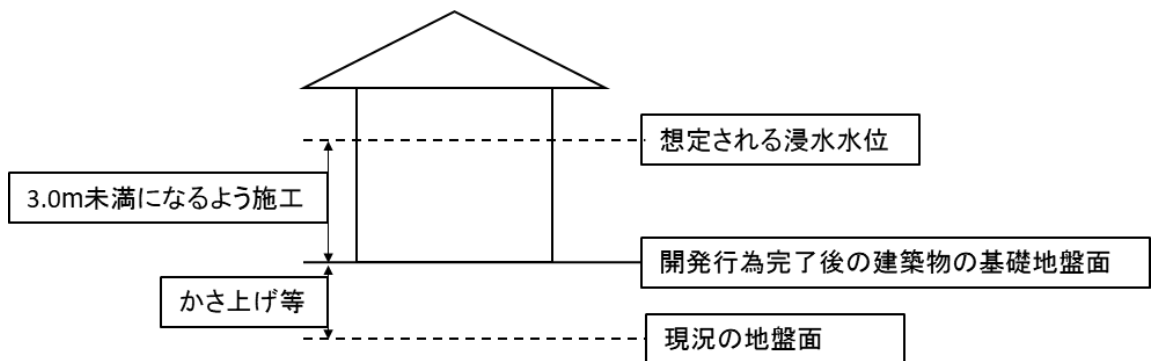 想定される浸水水位
3.0m未満になるよう施工
開発行為完了後の建築物の基礎地盤面
かさ上げ等
現況の地盤面